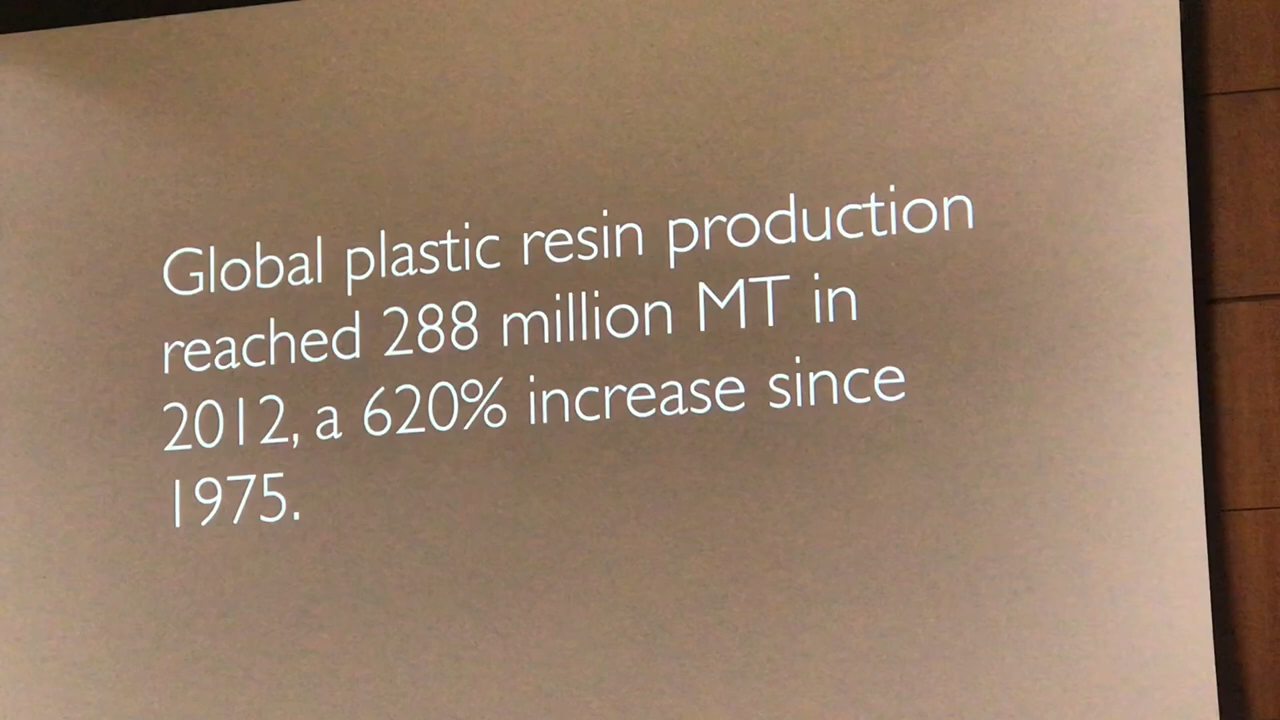 Global plastic resin production
reached 288 million MT in
2012, a 620% increase since
1975.